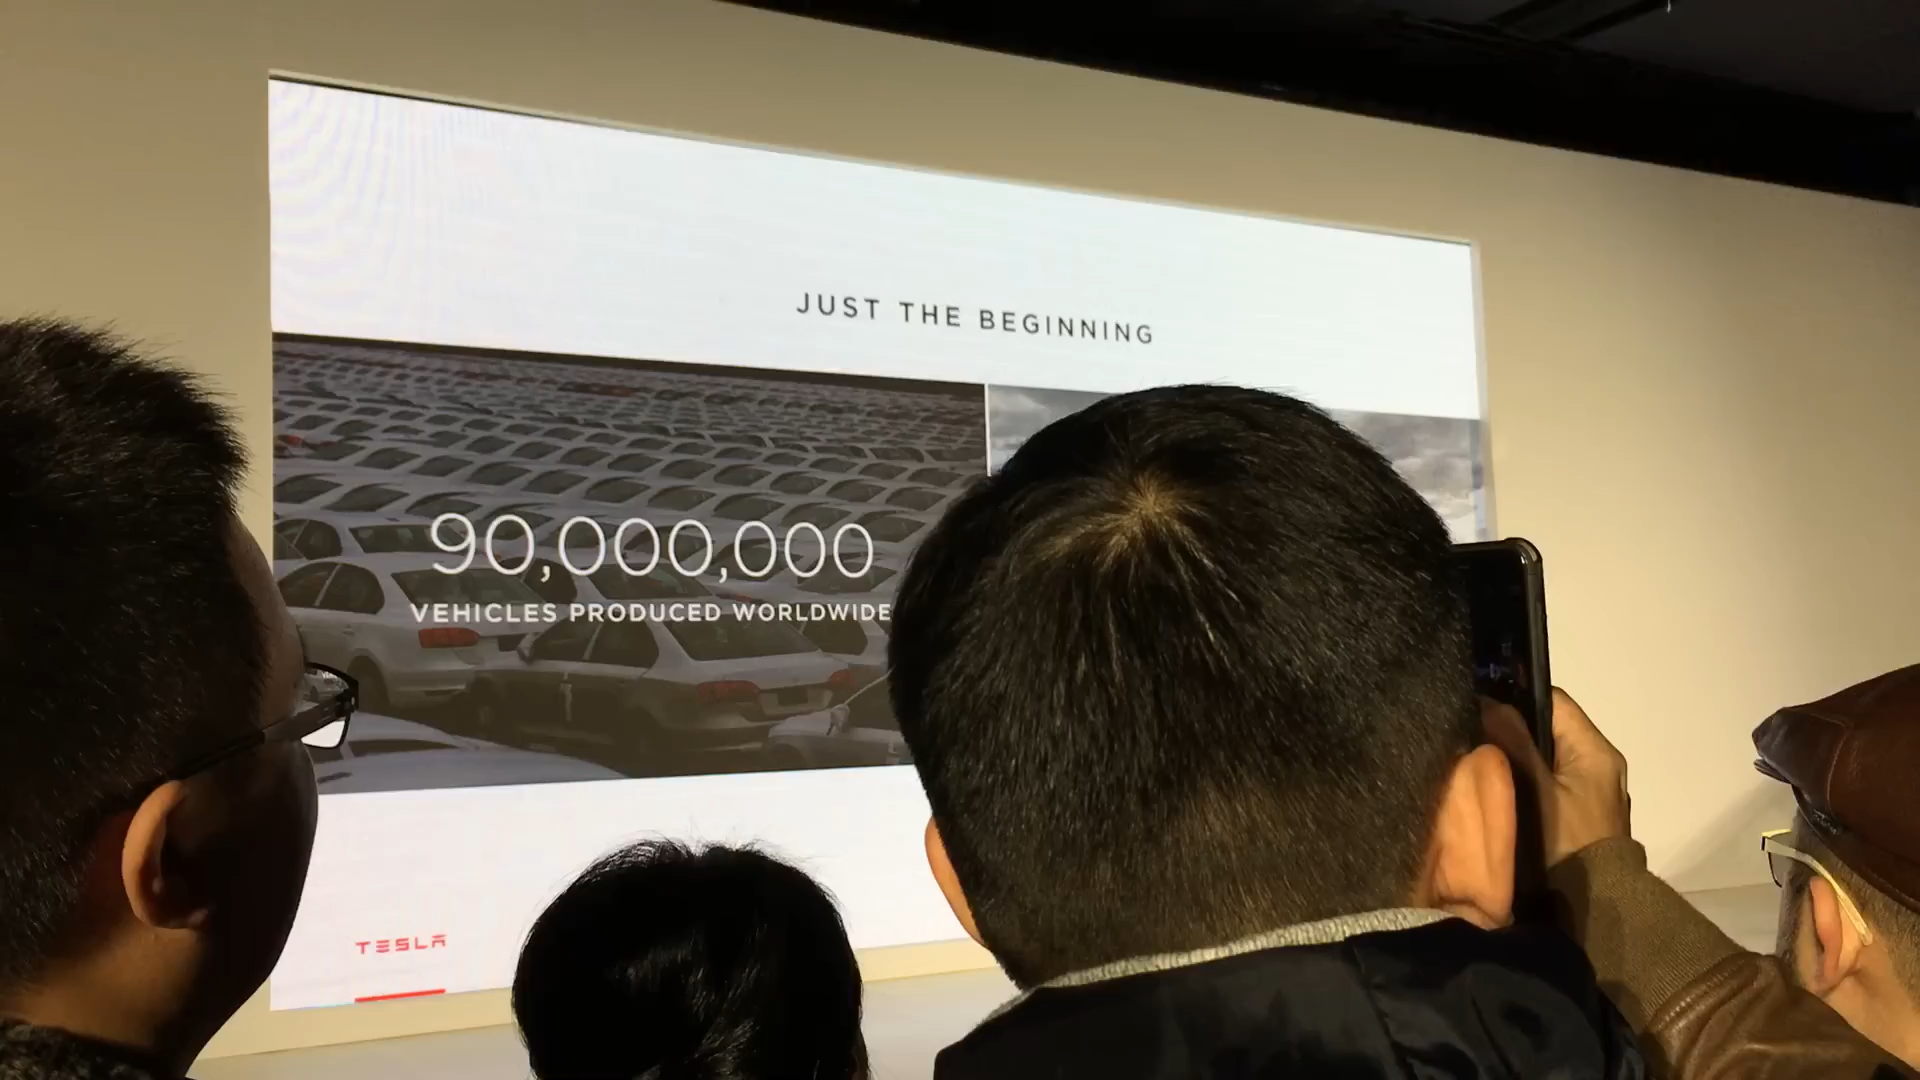 JUST THE BEGINNING
90,000,000
VEHICLES PRODUCED WORLDWIDE
TESLA